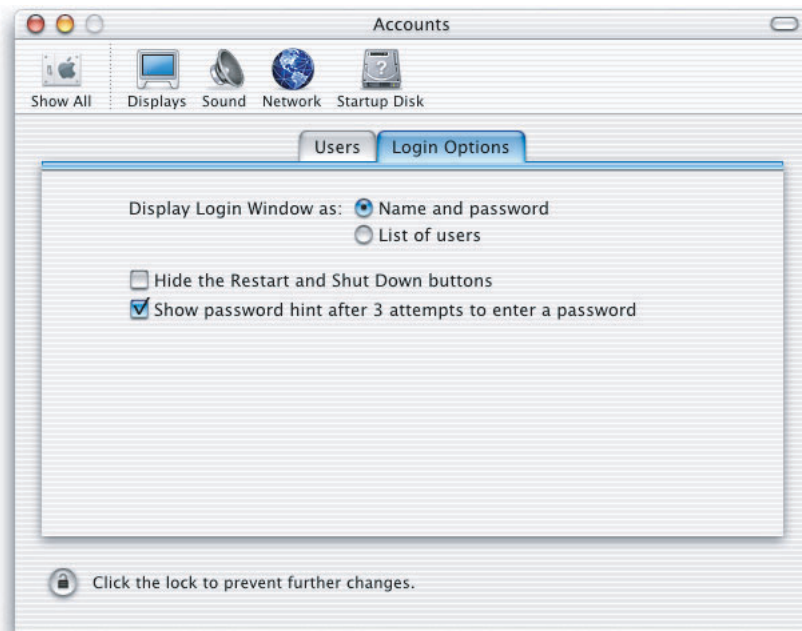 Accounts
Show All Displays Sound Network Startup Disk
Users Login Options
Display Login Window as: Name and password
List of users
Hide the Restart and Shut Down buttons
Show password hint after 3 attempts to enter a password
Click the lock to prevent further changes.